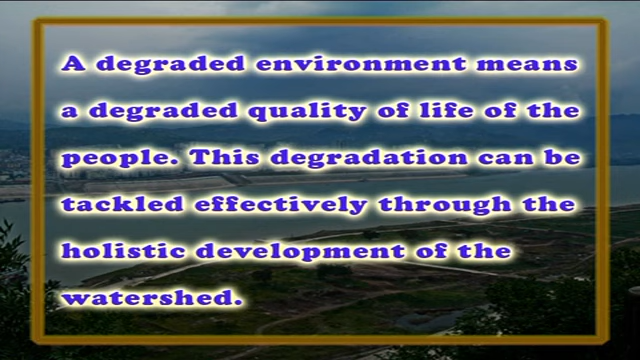 A degraded environment means
a degraded quality of life of the
people. This degradation can be
tackled effectively through the
holistic development of the
watershed.